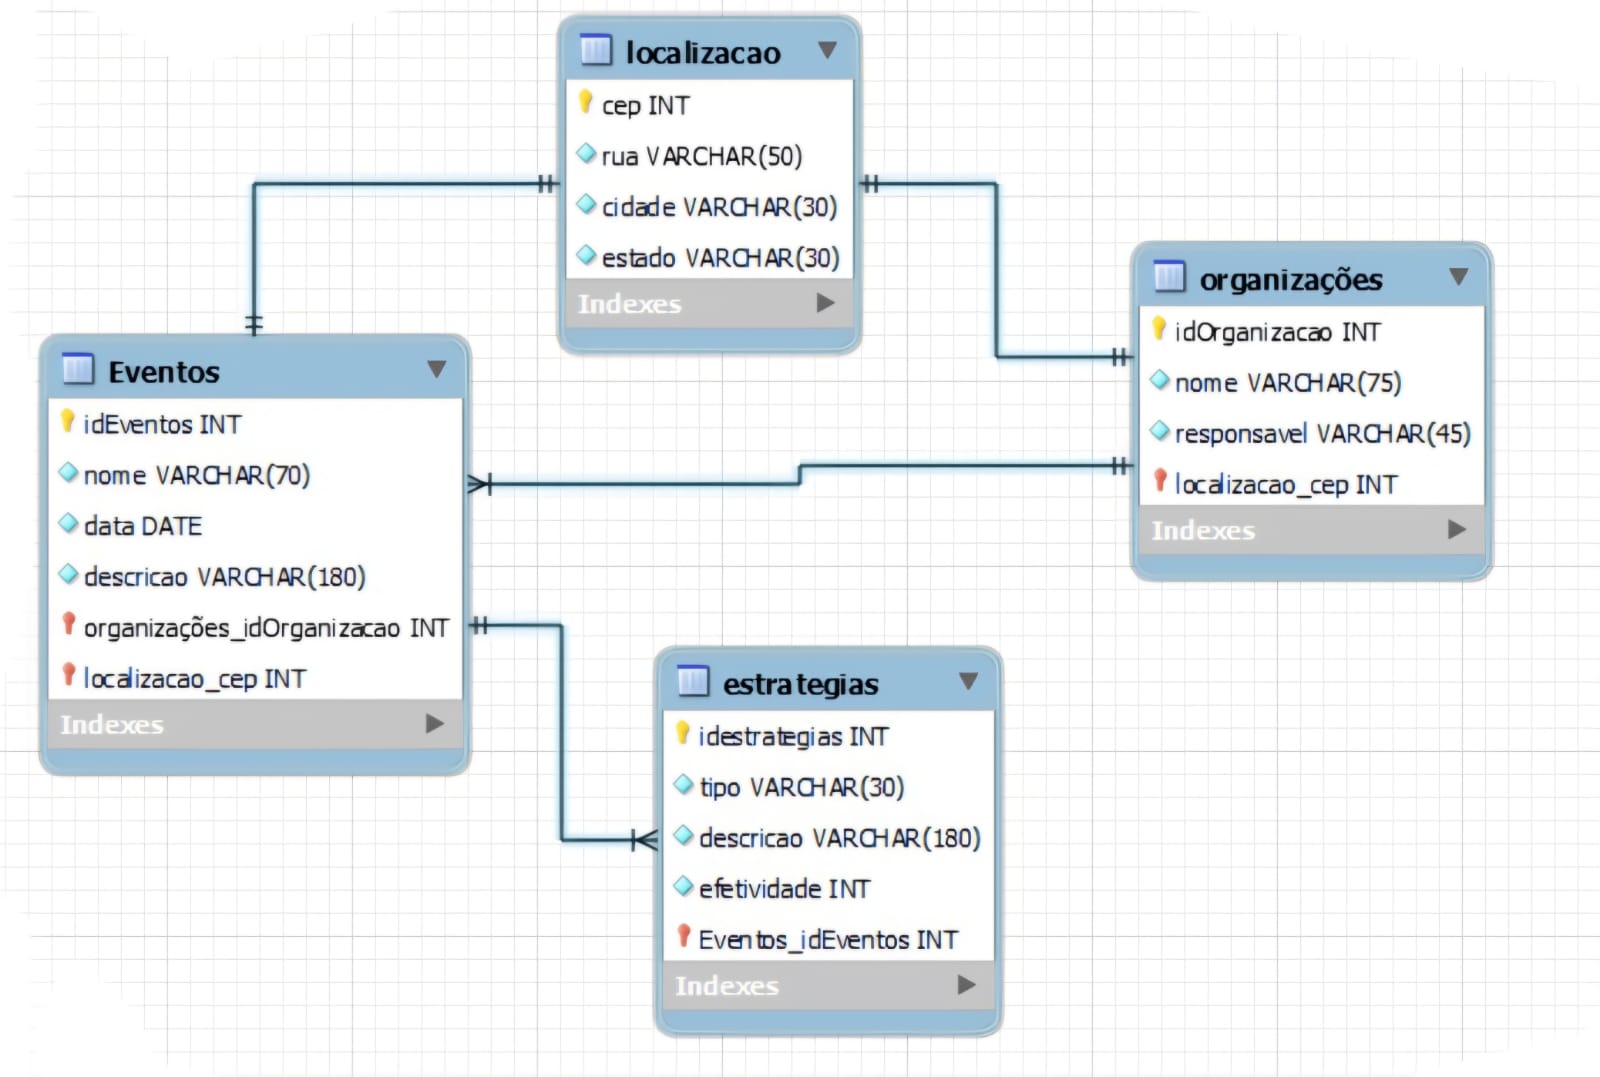 localizacao
cep INT
rua VARCHAR(50)
cidade VARCHAR(30)
estado VARCHAR(30)
Indexes
organizações
idOrganizacao INT
nome VARCHAR(75)
responsavel VARCHAR(45)
localizacao_cep INT
Indexes
Eventos
idEventos INT
nome VARCHAR(70)
data DATE
descricao VARCHAR(180)
organizações_idOrganizacao INT
localizacao_cep INT
Indexes
estrategias
idestrategias INT
tipo VARCHAR(30)
descricao VARCHAR(180)
efetividade INT
Eventos_idEventos INT
Indexes